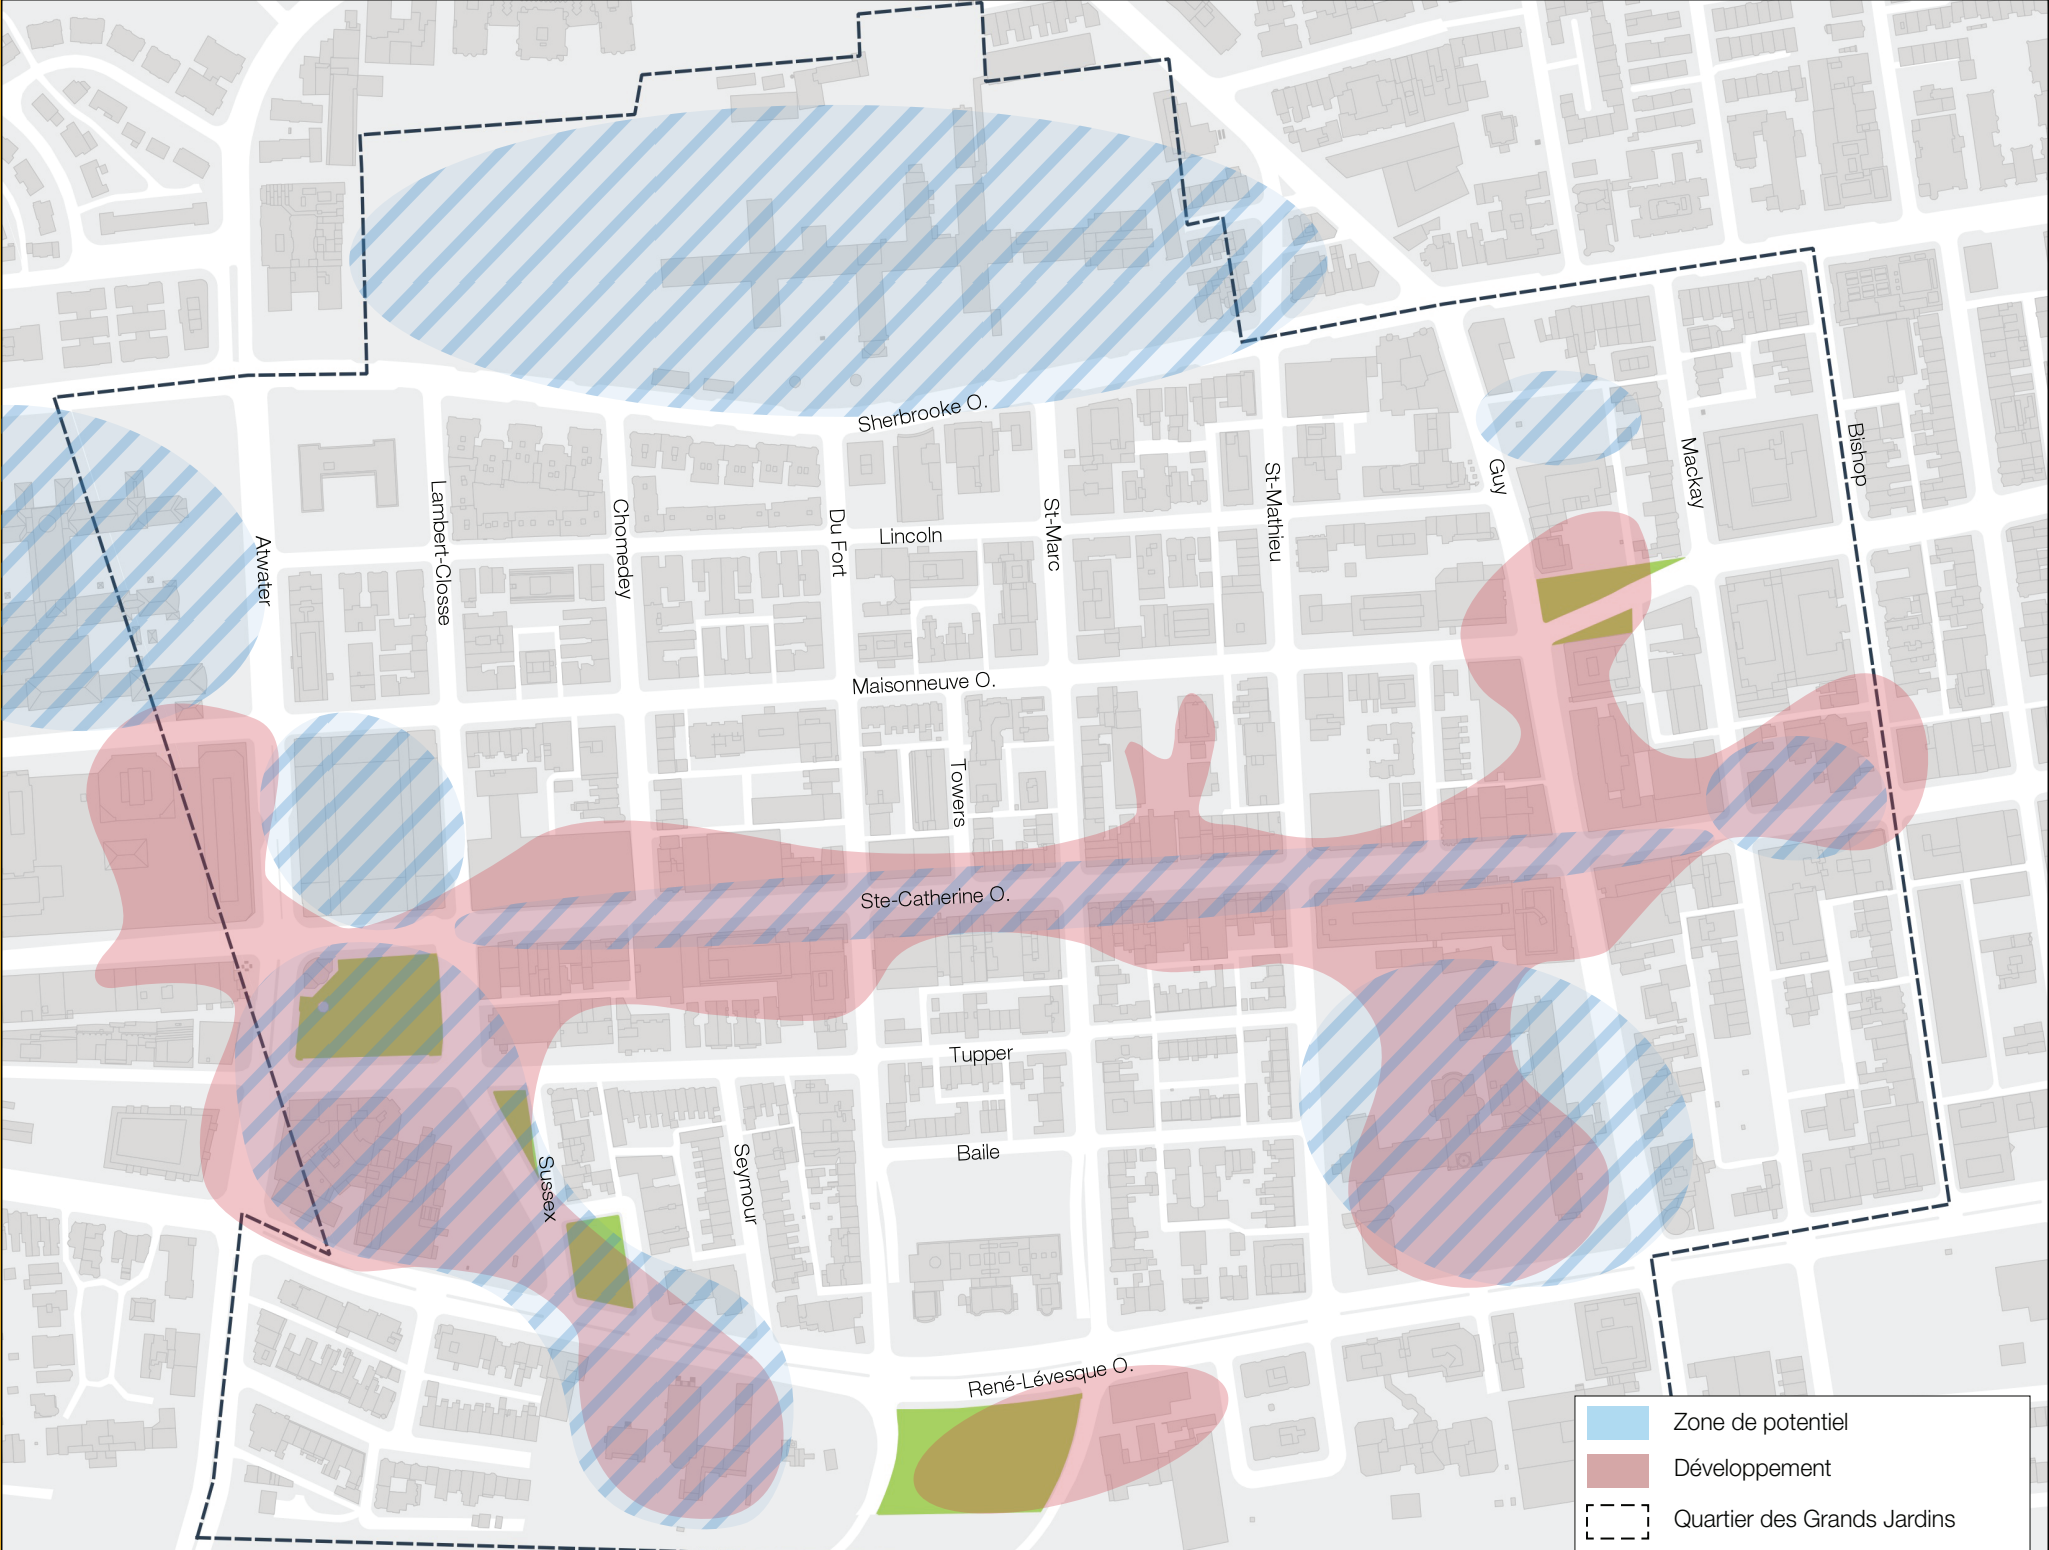 Sherbrooke O.
Bishop
Mackay
Guy
St-Mathieu
Lambert-Closse
Chomedey
St-Marc
Du Fort
Lincoln
Atwater
Maisonneuve O.
Towers
Ste-Catherine O.
Tupper
Baile
Seymour
Sussex
René-Lévesque O.
Zone de potentiel
Développement
Quartier des Grands Jardins